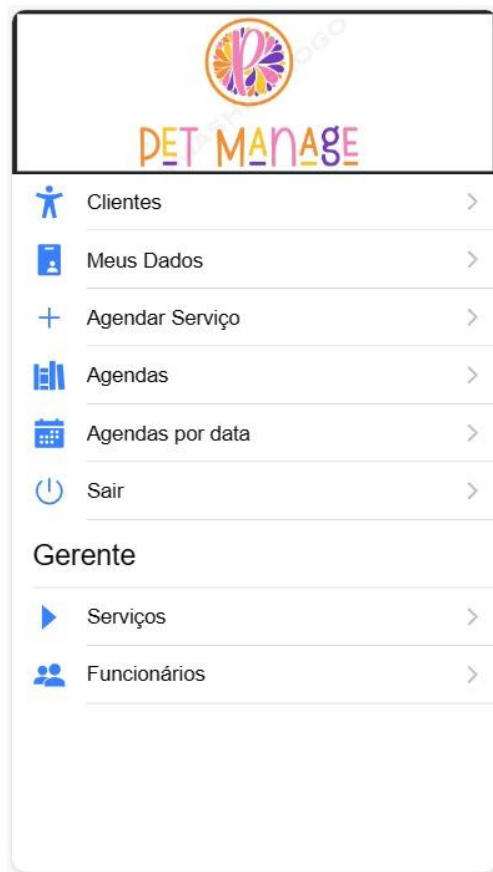 P
PET MANAGE
Clientes
Meus Dados
Agendar Serviço
Agendas
Agendas por data
Sair
Gerente
Serviços
Funcionários